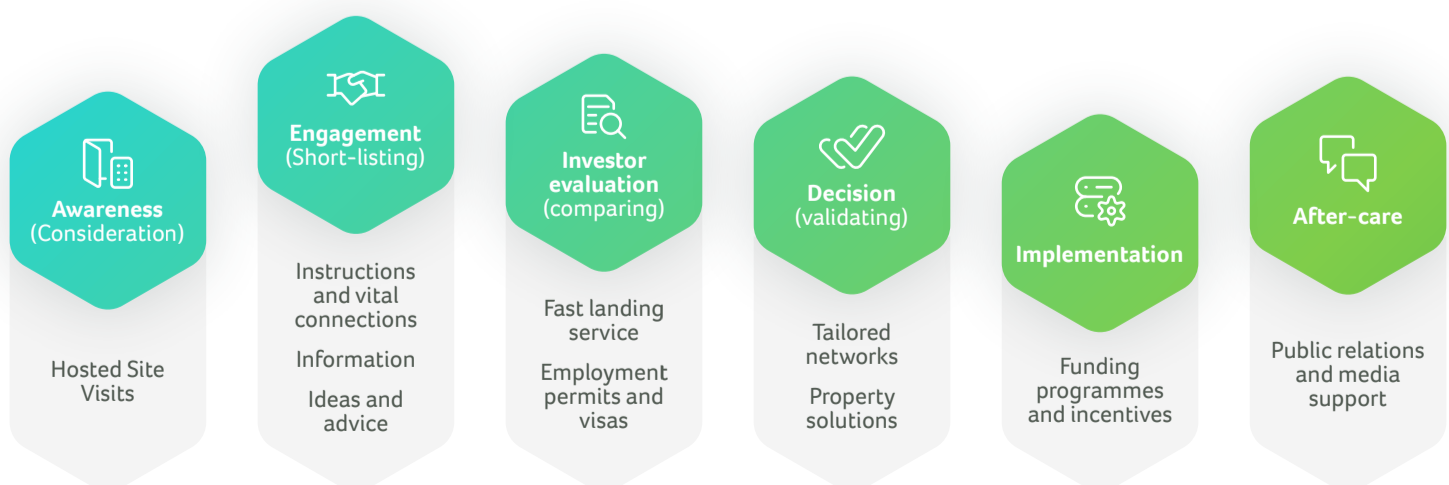 Awareness
(Consideration)
Hosted Site
Visits
Engagement
(Short-listing)
Instructions
and vital
connections
Information
Ideas and
advice
Investor
evaluation
(comparing)
Fast landing
service
Employment
permits and
visas
Decision
(validating)
Tailored
networks
Property
solutions
Implementation
Funding
programmes
and incentives
After-care
Public relations
and media
support